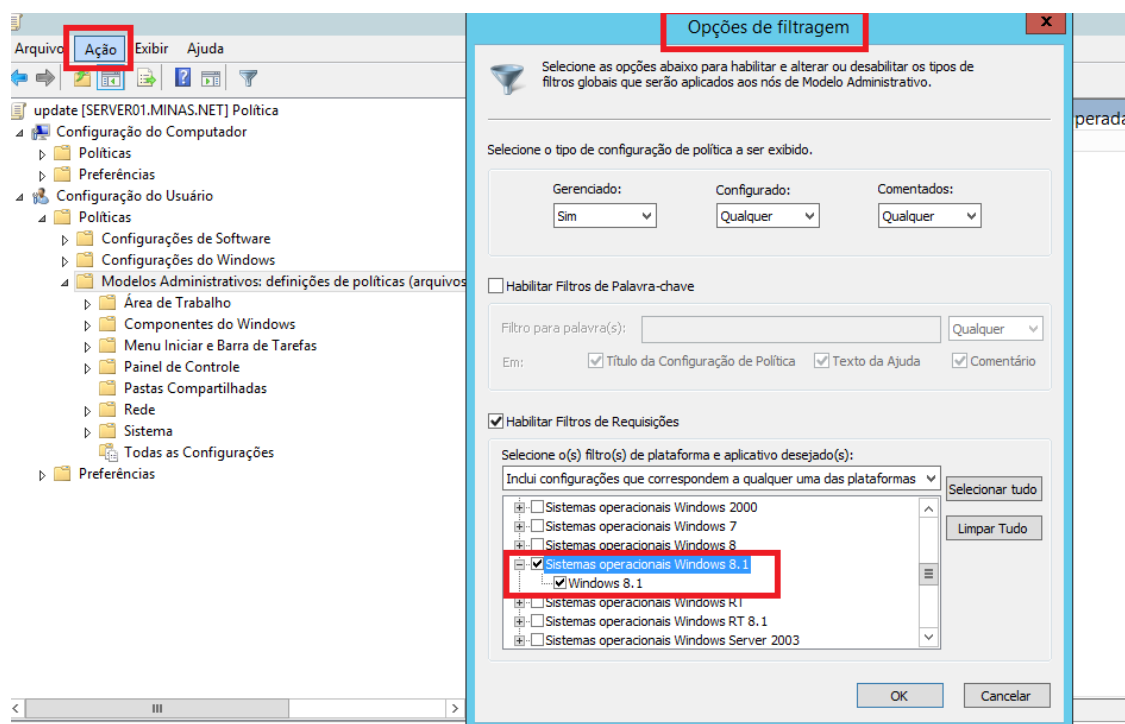 Opções de filtragem
x
Arquivo Ação Exibir Ajuda
update [SERVER01.MINAS.NET] Política
Configuração do Computador
Políticas
Preferências
Configuração do Usuário
Políticas
Configurações de Software
Configurações do Windows
Modelos Administrativos: definições de políticas (arquivos
Área de Trabalho
Componentes do Windows
Menu Iniciar e Barra de Tarefas
Painel de Controle
Pastas Compartilhadas
Rede
Sistema
Todas as Configurações
Preferências
Selecione as opções abaixo para habilitar e alterar ou desabilitar os tipos de
filtros globais que serão aplicados aos nós de Modelo Administrativo.
Selecione o tipo de configuração de política a ser exibido.
Gerenciado: Configurado: Comentados:
Sim Qualquer Qualquer
Habilitar Filtros de Palavra-chave
Filtro para palavra(s): Qualquer
Em: Título da Configuração de Política Texto da Ajuda Comentário
Habilitar Filtros de Requisições
Selecione o(s) filtro(s) de plataforma e aplicativo desejado(s):
Inclui configurações que correspondem a qualquer uma das plataformas
Selecionar tudo
Limpar Tudo
Sistemas operacionais Windows 2000
Sistemas operacionais Windows 7
Sistemas operacionais Windows 8
Sistemas operacionais Windows 8.1
Windows 8.1
Sistemas operacionais Windows RT
Sistemas operacionais Windows RT 8.1
Sistemas operacionais Windows Server 2003
OK Cancelar